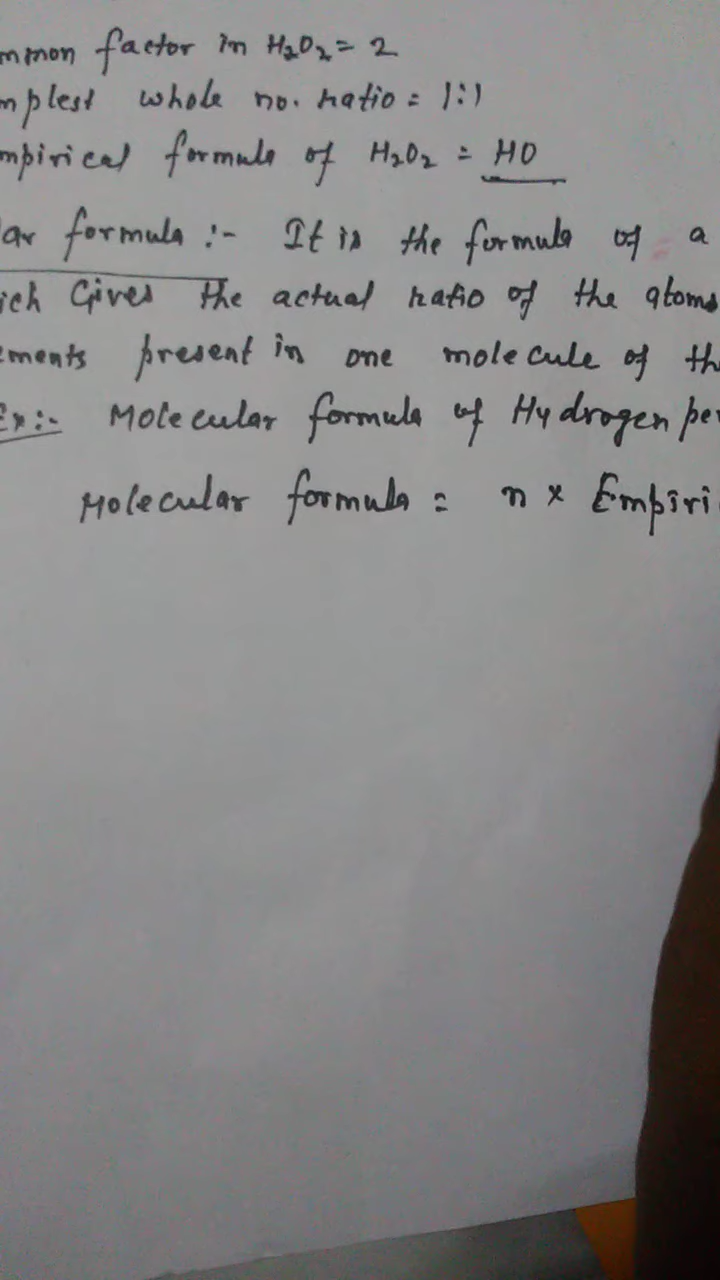 mmon factor in H₂O₂ = 2
mplest whole no. ratio = 1:1
mpirical formula of H₂O₂ = HO
ar formula :- It is the formula of a
ich Gives the actual ratio of the atoms
ements present in one molecule of th
Ex:- Molecular formula of Hydrogen per
Molecular formula = n × Empiri